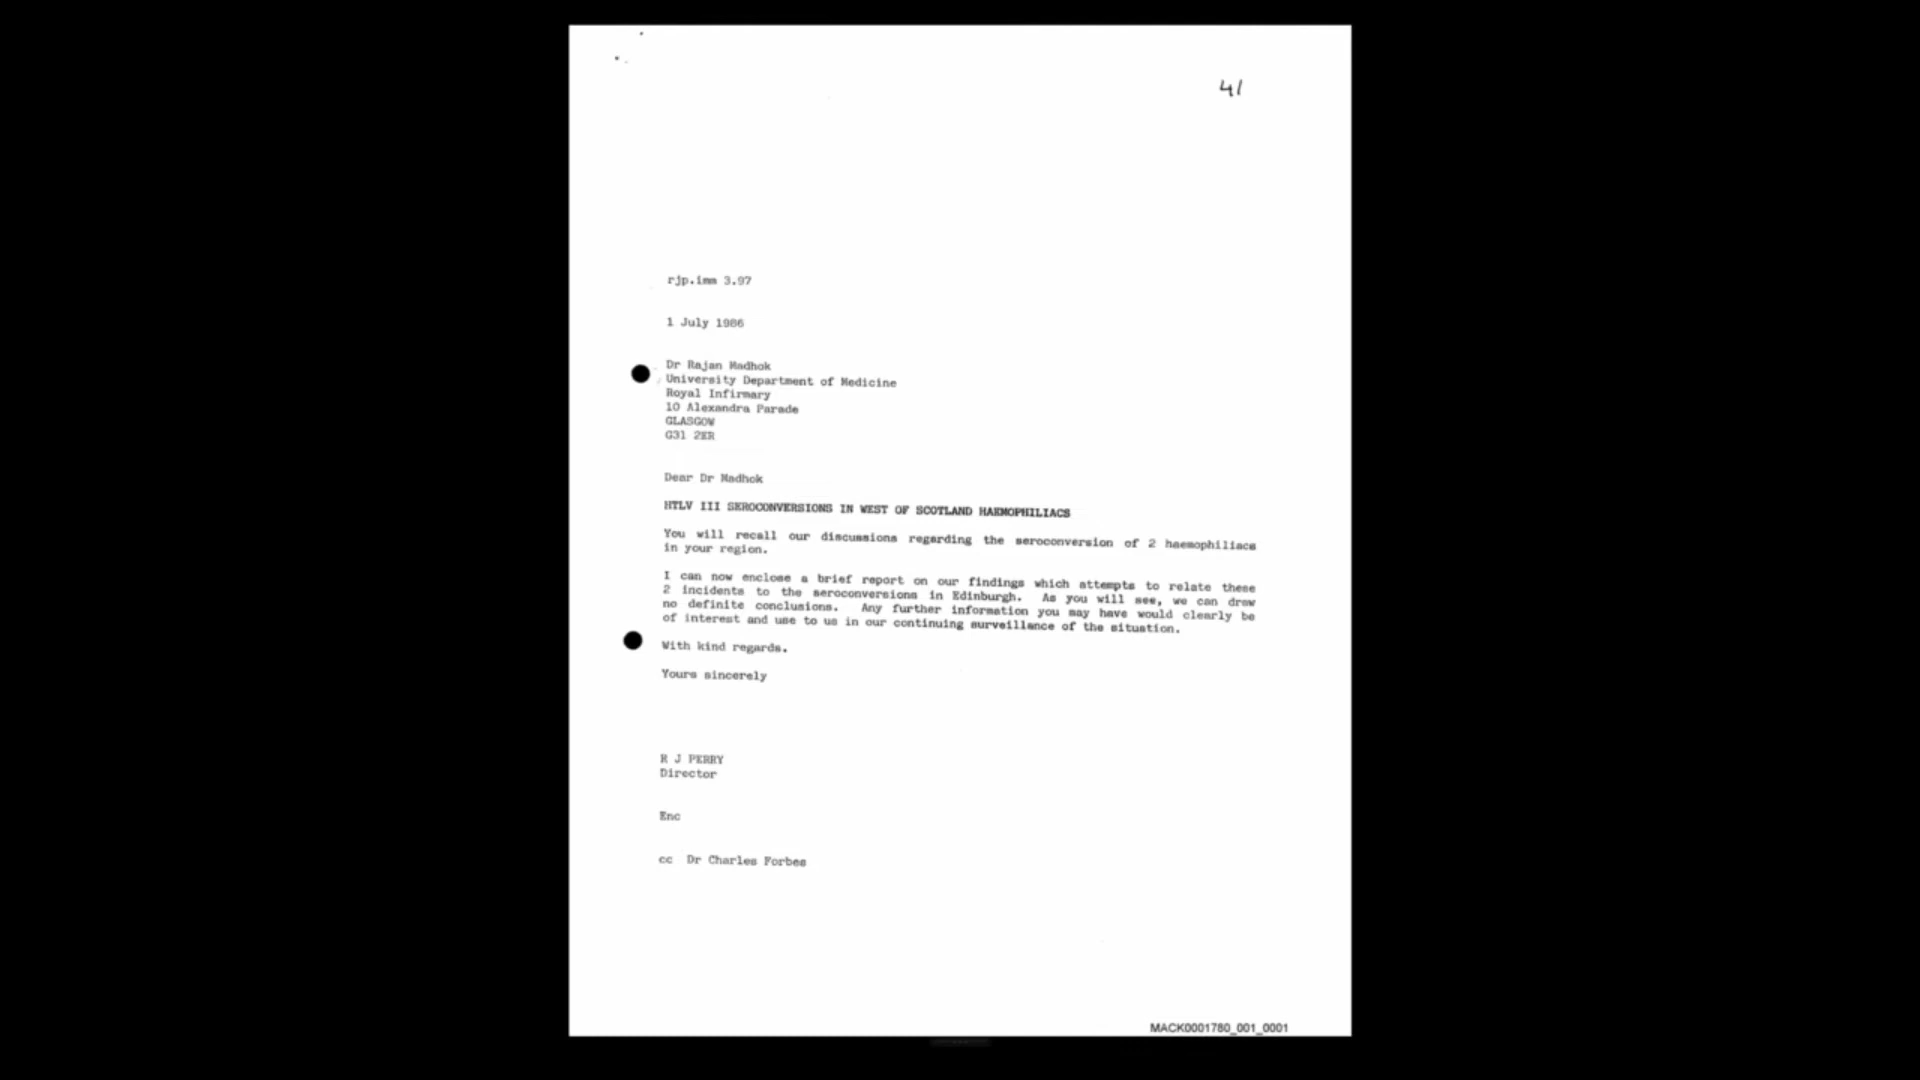 41
rjp.imm 3.97
1 July 1986
Dr Rajan Madhok
University Department of Medicine
Royal Infirmary
10 Alexandra Parade
GLASGOW
G31 2ER
Dear Dr Madhok
HTLV III SEROCONVERSIONS IN WEST OF SCOTLAND HAEMOPHILIACS
You will recall our discussions regarding the seroconversion of 2 haemophiliacs
in your region.
I can now enclose a brief report on our findings which attempts to relate these
2 incidents to the seroconversions in Edinburgh. As you will see, we can draw
no definite conclusions. Any further information you may have would clearly be
of interest and use to us in our continuing surveillance of the situation.
With kind regards.
Yours sincerely
R J PERRY
Director
Enc
cc Dr Charles Forbes
MACK0001780_001_0001